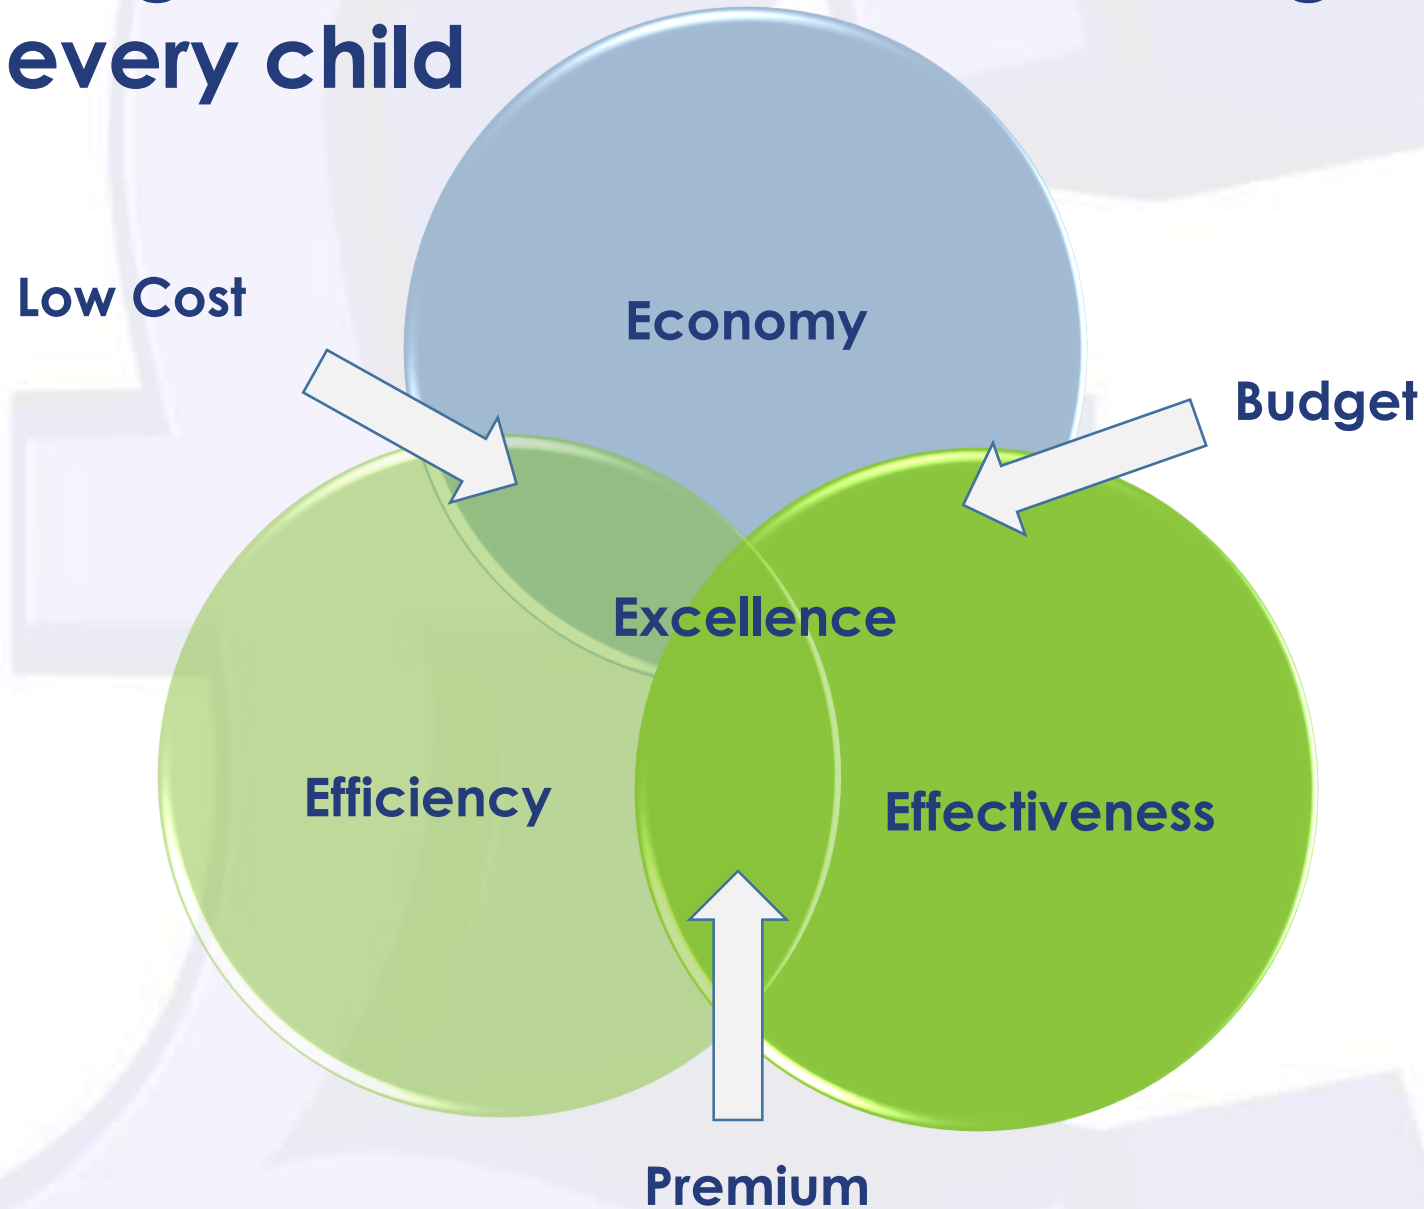 every child
Low Cost
Economy
Budget
Excellence
Efficiency
Effectiveness
Premium